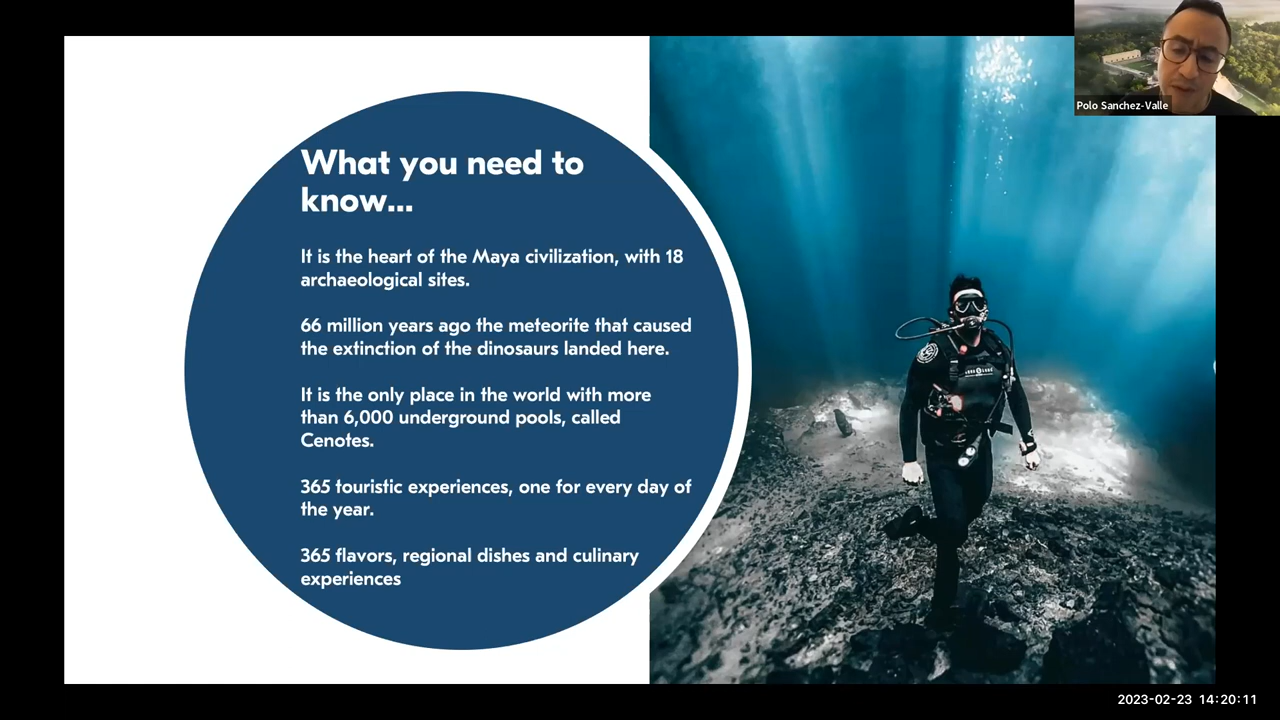 What you need to
know...
It is the heart of the Maya civilization, with 18
archaeological sites.
66 million years ago the meteorite that caused
the extinction of the dinosaurs landed here.
It is the only place in the world with more
than 6,000 underground pools, called
Cenotes.
365 touristic experiences, one for every day of
the year.
365 flavors, regional dishes and culinary
experiences
Polo Sanchez-Valle
2023-02-23 14:20:11